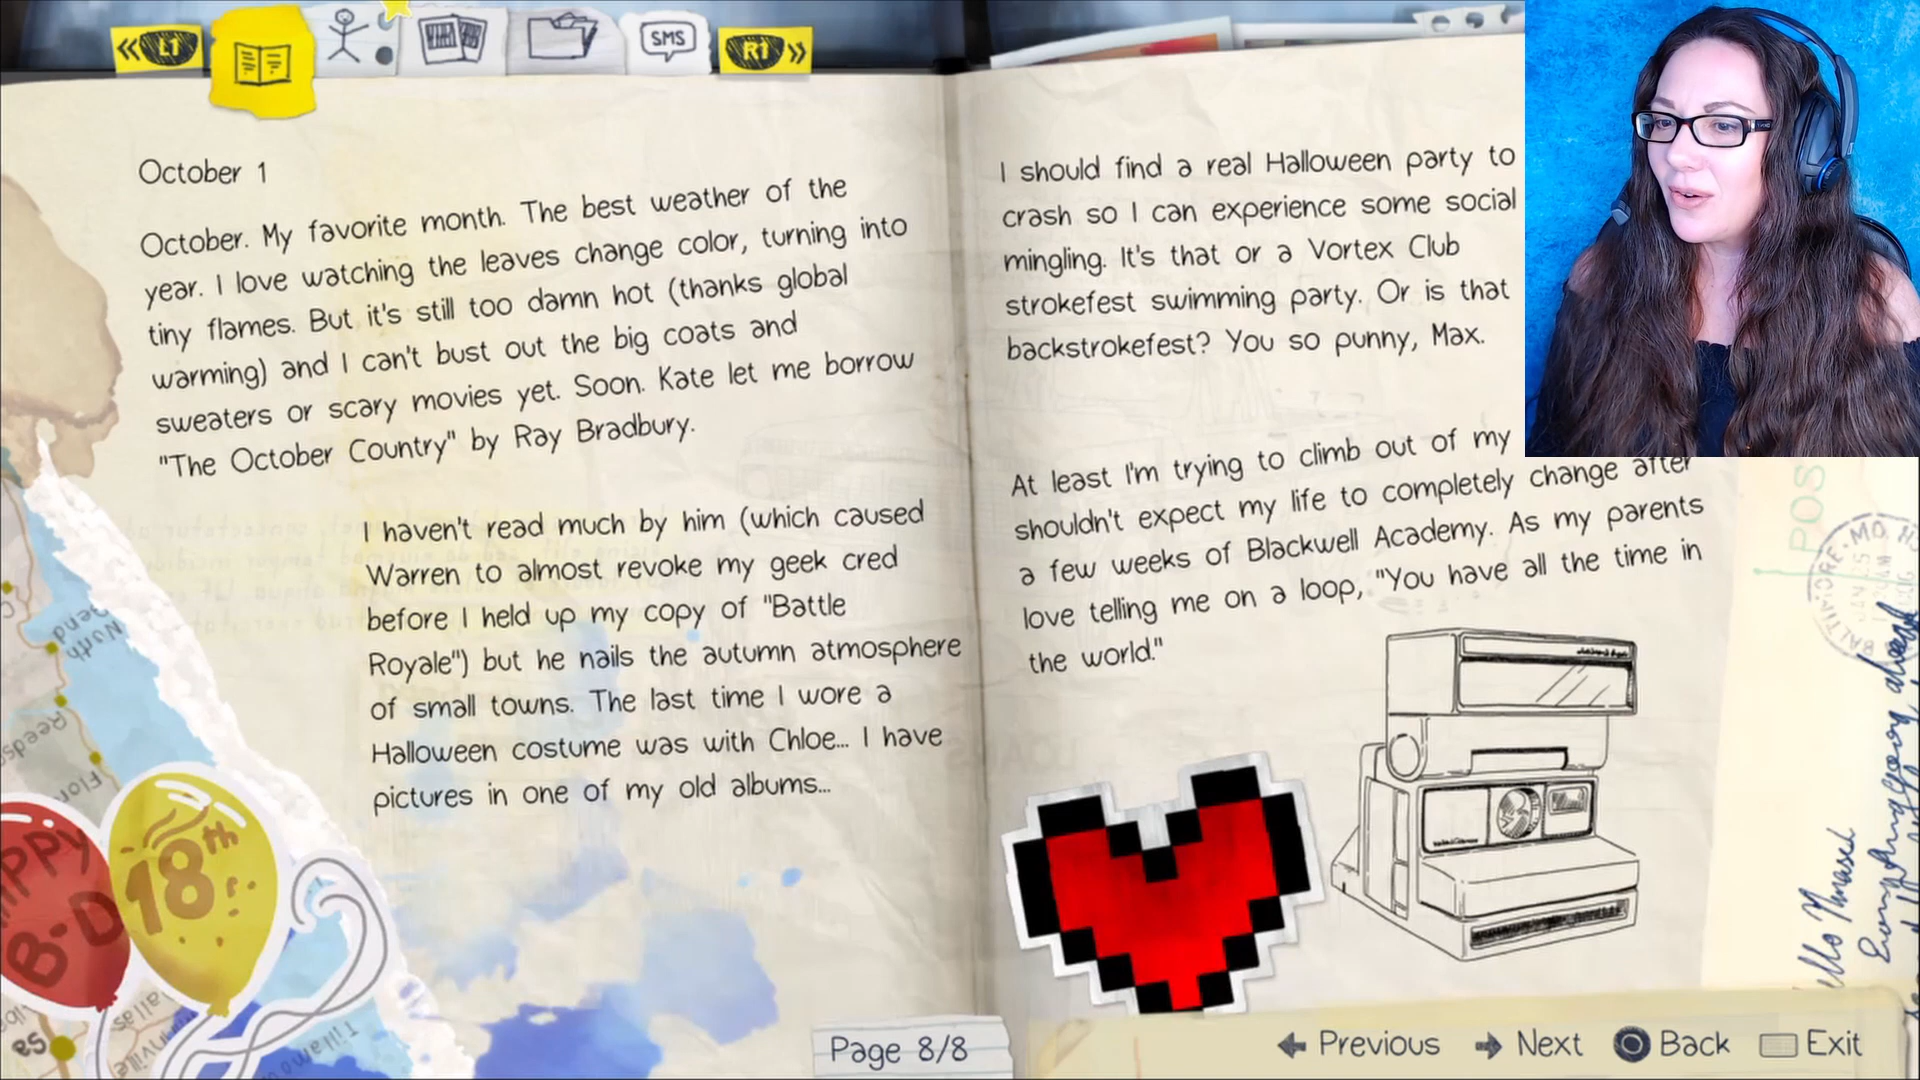 L1
SMS
R1
October 1
October. My favorite month. The best weather of the
year. I love watching the leaves change color, turning into
tiny flames. But it's still too damn hot (thanks global
warming) and I can't bust out the big coats and
sweaters or scary movies yet. Soon. Kate let me borrow
"The October Country" by Ray Bradbury.
I haven't read much by him (which caused
Warren to almost revoke my geek cred
before I held up my copy of "Battle
Royale") but he nails the autumn atmosphere
of small towns. The last time I wore a
Halloween costume was with Chloe... I have
pictures in one of my old albums...
I should find a real Halloween party to
crash so I can experience some social
mingling. It's that or a Vortex Club
strokefest swimming party. Or is that
backstrokefest? You so punny, Max.
At least I'm trying to climb out of my
shouldn't expect my life to completely change after
a few weeks of Blackwell Academy. As my parents
love telling me on a loop, "You have all the time in
the world."
North
Bend
18th
B-D
POS
Page 8/8
Previous
Next
Back
Exit